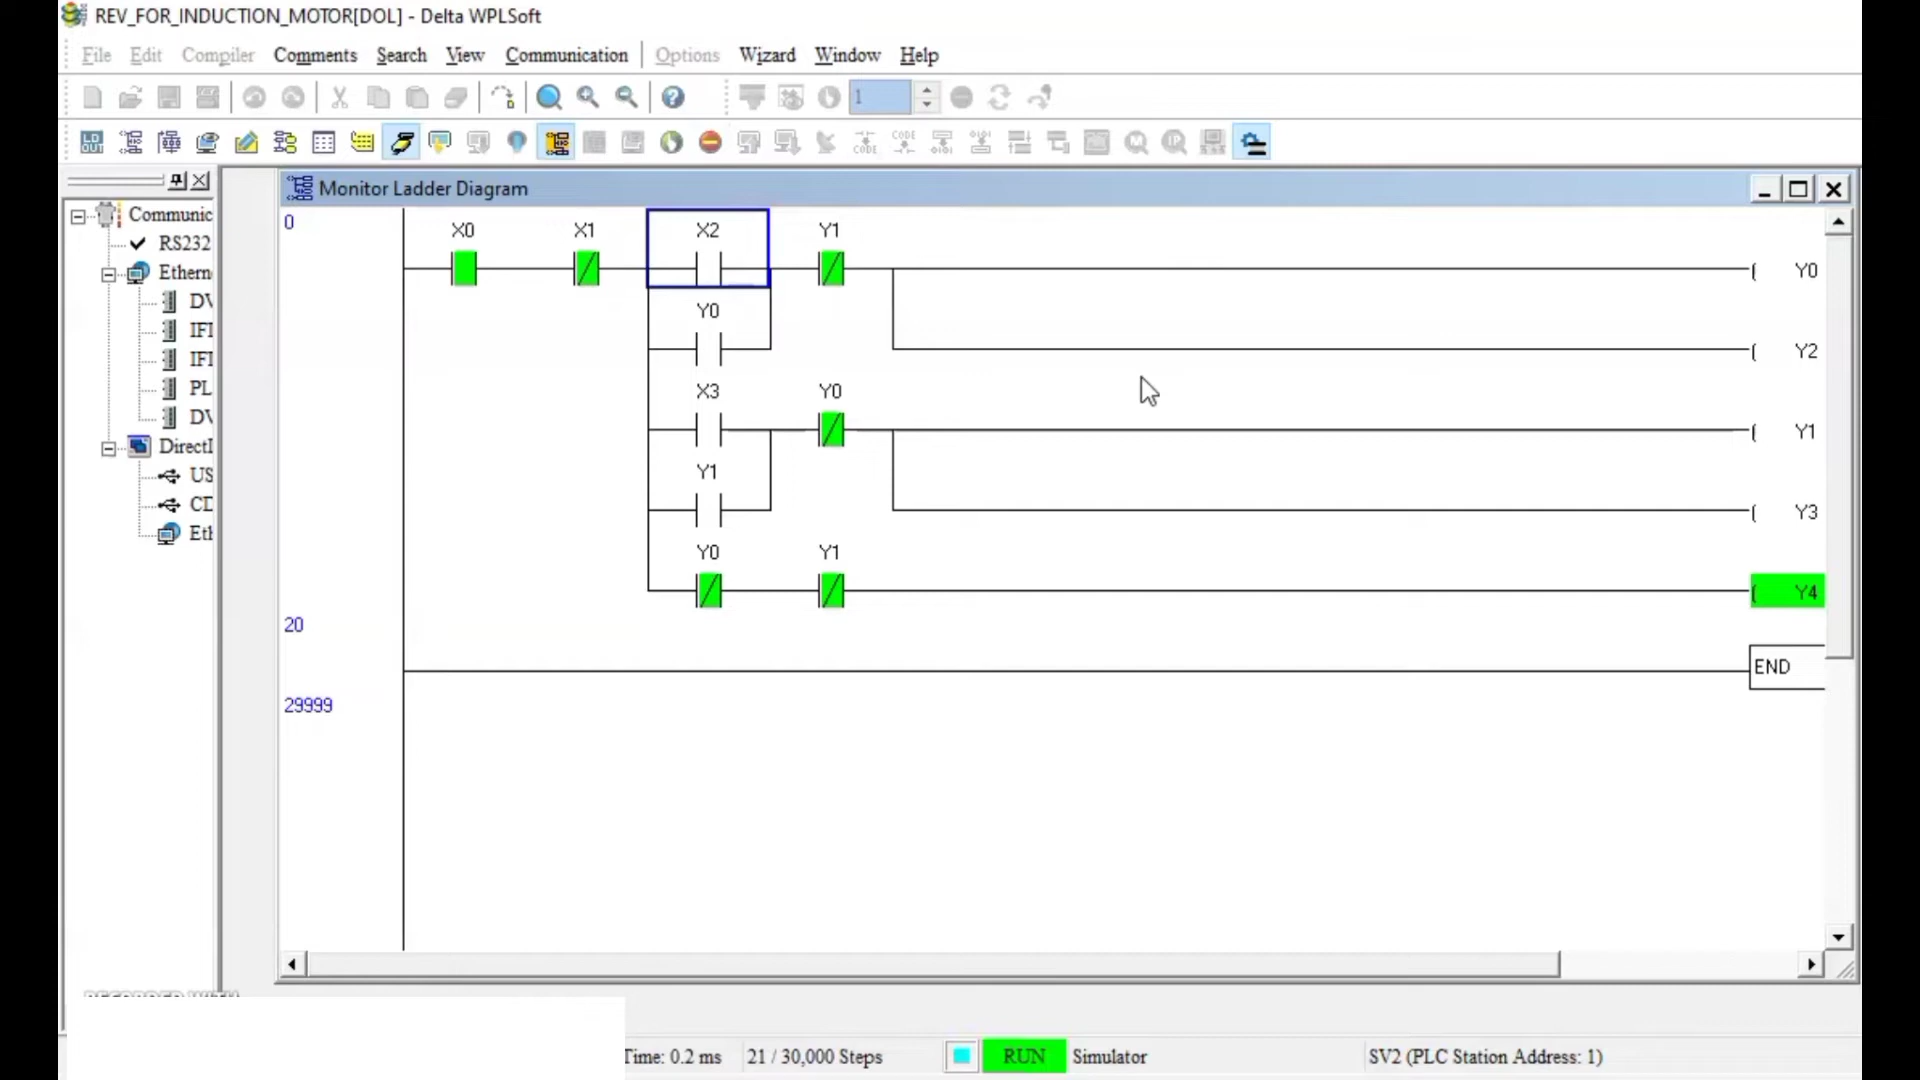 REV_FOR_INDUCTION_MOTOR[DOL] - Delta WPLSoft
File Edit Compiler Comments Search View Communication Options Wizard Window Help
1
Monitor Ladder Diagram
Communic
RS232
Ethern
DV
IFI
IFI
PL
DV
DirectI
US
CD
Eth
0
X0 X1 X2 Y1
Y0
Y0
Y2
X3 Y0
Y1
Y1
Y3
Y0 Y1
Y4
20
END
29999
Time: 0.2 ms 21 / 30,000 Steps RUN Simulator SV2 (PLC Station Address: 1)